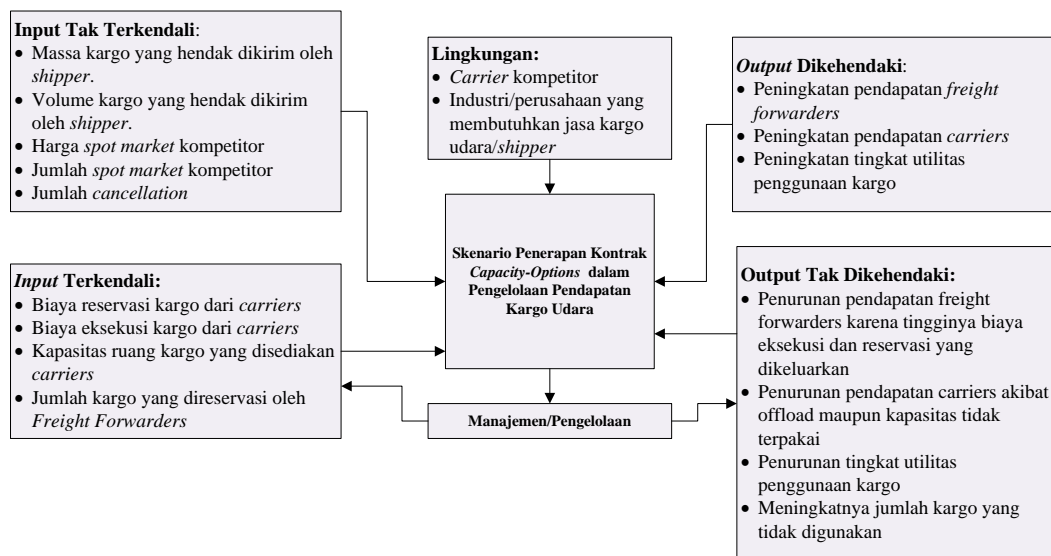 Input Tak Terkendali:
• Massa kargo yang hendak dikirim oleh
shipper.
• Volume kargo yang hendak dikirim
oleh shipper.
• Harga spot market kompetitor
• Jumlah spot market kompetitor
• Jumlah cancellation
Lingkungan:
• Carrier kompetitor
• Industri/perusahaan yang
membutuhkan jasa kargo
udara/shipper
Output Dikehendaki:
• Peningkatan pendapatan freight
forwarders
• Peningkatan pendapatan carriers
• Peningkatan tingkat utilitas
penggunaan kargo
Skenario Penerapan Kontrak
Capacity-Options dalam
Pengelolaan Pendapatan
Kargo Udara
Input Terkendali:
• Biaya reservasi kargo dari carriers
• Biaya eksekusi kargo dari carriers
• Kapasitas ruang kargo yang disediakan
carriers
• Jumlah kargo yang direservasi oleh
Freight Forwarders
Manajemen/Pengelolaan
Output Tak Dikehendaki:
• Penurunan pendapatan freight
forwarders karena tingginya biaya
eksekusi dan reservasi yang
dikeluarkan
• Penurunan pendapatan carriers akibat
offload maupun kapasitas tidak
terpakai
• Penurunan tingkat utilitas
penggunaan kargo
• Meningkatnya jumlah kargo yang
tidak digunakan